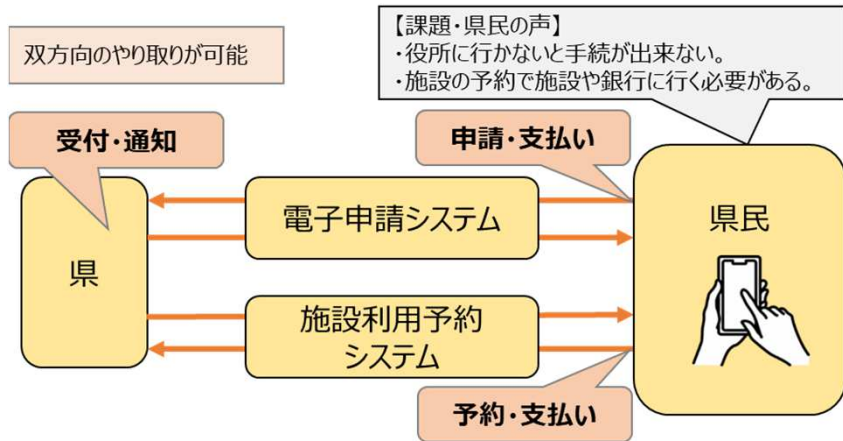 双方向のやり取りが可能
【課題・県民の声】
・役所に行かないと手続が出来ない。
・施設の予約で施設や銀行に行く必要がある。
受付・通知
申請・支払い
県
電子申請システム
県民
施設利用予約
システム
予約・支払い